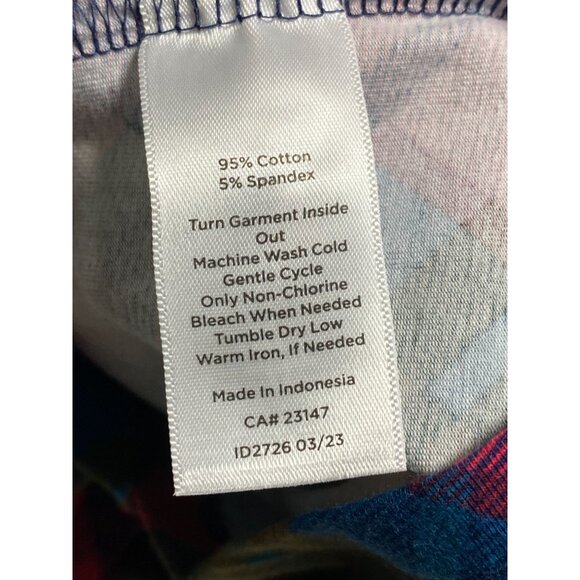 95% Cotton
5% Spandex
Turn Garment Inside
Out
Machine Wash Cold
Gentle Cycle
Only Non-Chlorine
Bleach When Needed
Tumble Dry Low
Warm Iron, If Needed
Made In Indonesia
CA# 23147
ID2726 03/23